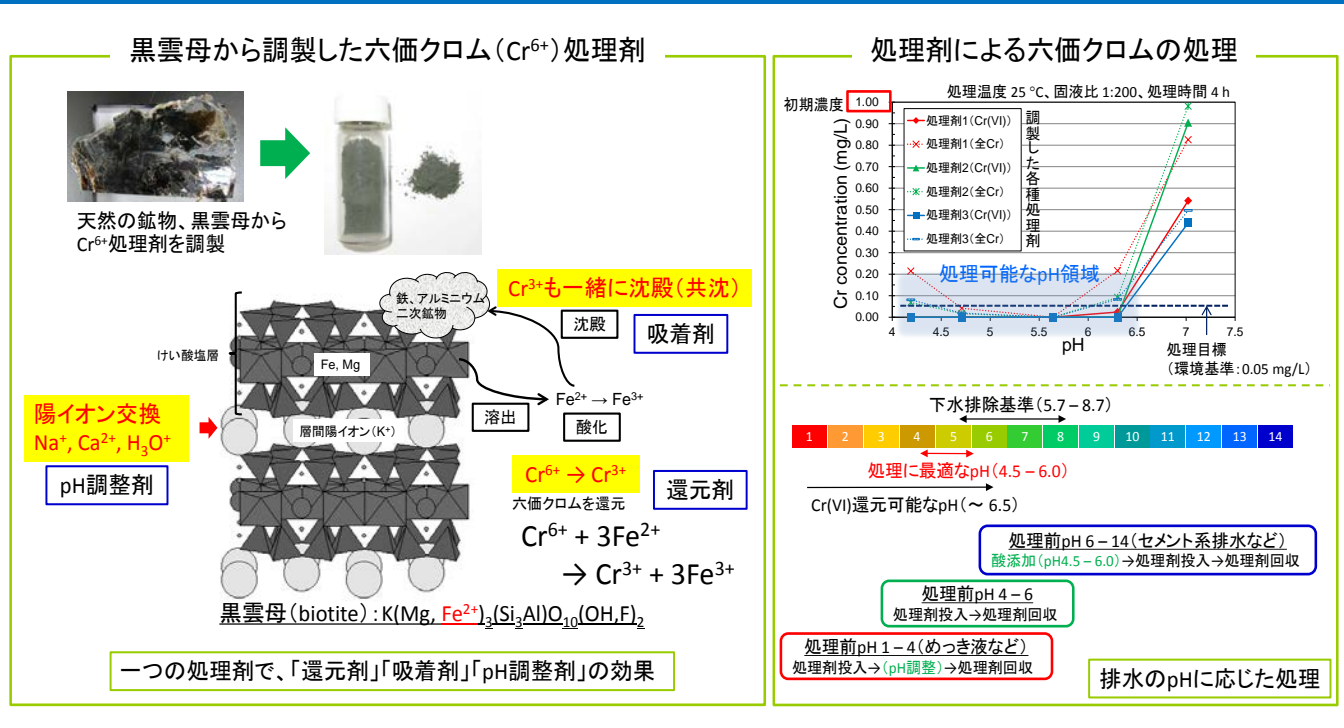 黒雲母から調製した六価クロム（Cr⁶⁺）処理剤
天然の鉱物、黒雲母から
Cr⁶⁺処理剤を調製
けい酸塩層
Fe, Mg
層間陽イオン（K⁺）
鉄、アルミニウム
二次鉱物
Cr³⁺も一緒に沈殿（共沈）
沈殿
吸着剤
Fe²⁺ → Fe³⁺
溶出
酸化
陽イオン交換
Na⁺, Ca²⁺, H₃O⁺
pH調整剤
Cr⁶⁺ → Cr³⁺
六価クロムを還元
還元剤
Cr⁶⁺ + 3Fe²⁺
→ Cr³⁺ + 3Fe³⁺
黒雲母（biotite）：K(Mg, Fe²⁺)₃(Si₃Al)O₁₀(OH,F)₂
一つの処理剤で、「還元剤」「吸着剤」「pH調整剤」の効果
処理剤による六価クロムの処理
処理温度 25 °C、固液比 1:200、処理時間 4 h
初期濃度
1.00
0.90
0.80
0.70
0.60
0.50
0.40
0.30
0.20
0.10
0.00
Cr concentration (mg/L)
処理剤1（Cr(VI)）
処理剤1（全Cr）
処理剤2（Cr(VI)）
処理剤2（全Cr）
処理剤3（Cr(VI)）
処理剤3（全Cr）
調製した各種処理剤
処理可能なpH領域
4 4.5 5 5.5 6 6.5 7 7.5
pH
処理目標
（環境基準：0.05 mg/L）
下水排除基準（5.7 – 8.7）
1 2 3 4 5 6 7 8 9 10 11 12 13 14
処理に最適なpH（4.5 – 6.0）
Cr(VI)還元可能なpH（～ 6.5）
処理前pH 6 – 14（セメント系排水など）
酸添加（pH4.5 – 6.0）→処理剤投入→処理剤回収
処理前pH 4 – 6
処理剤投入→処理剤回収
処理前pH 1 – 4（めっき液など）
処理剤投入→（pH調整）→処理剤回収
排水のpHに応じた処理